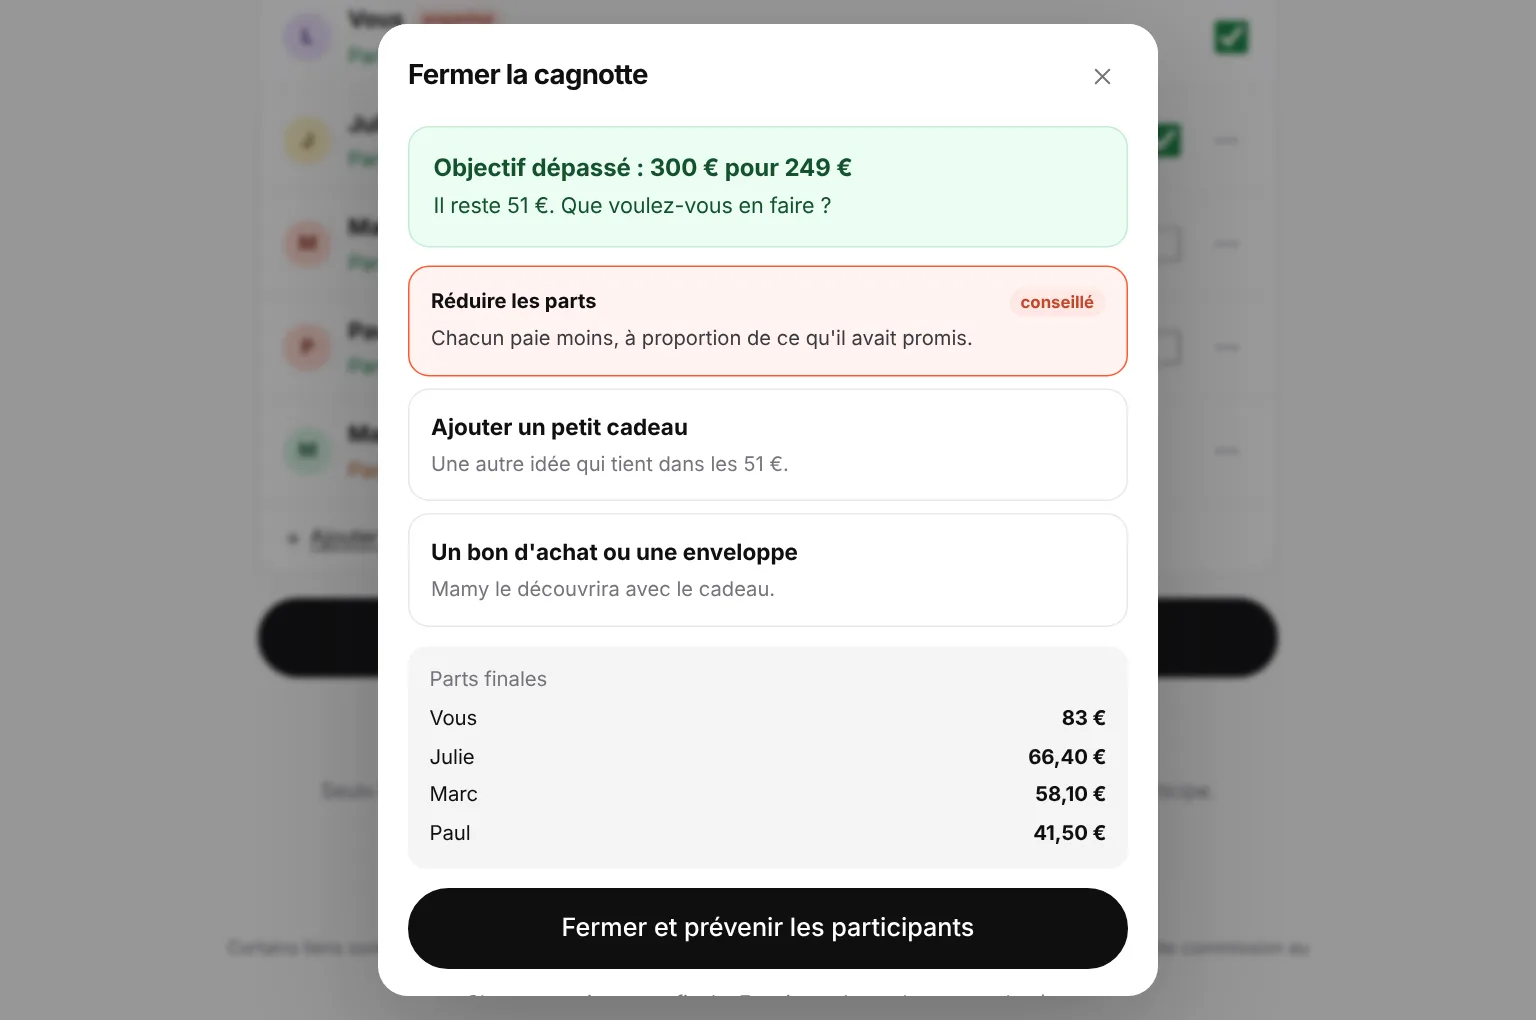 Fermer la cagnotte
Objectif dépassé : 300 € pour 249 €
Il reste 51 €. Que voulez-vous en faire ?
Réduire les parts
conseillé
Chacun paie moins, à proportion de ce qu'il avait promis.
Ajouter un petit cadeau
Une autre idée qui tient dans les 51 €.
Un bon d'achat ou une enveloppe
Mamy le découvrira avec le cadeau.
Parts finales
Vous 83 €
Julie 66,40 €
Marc 58,10 €
Paul 41,50 €
Fermer et prévenir les participants